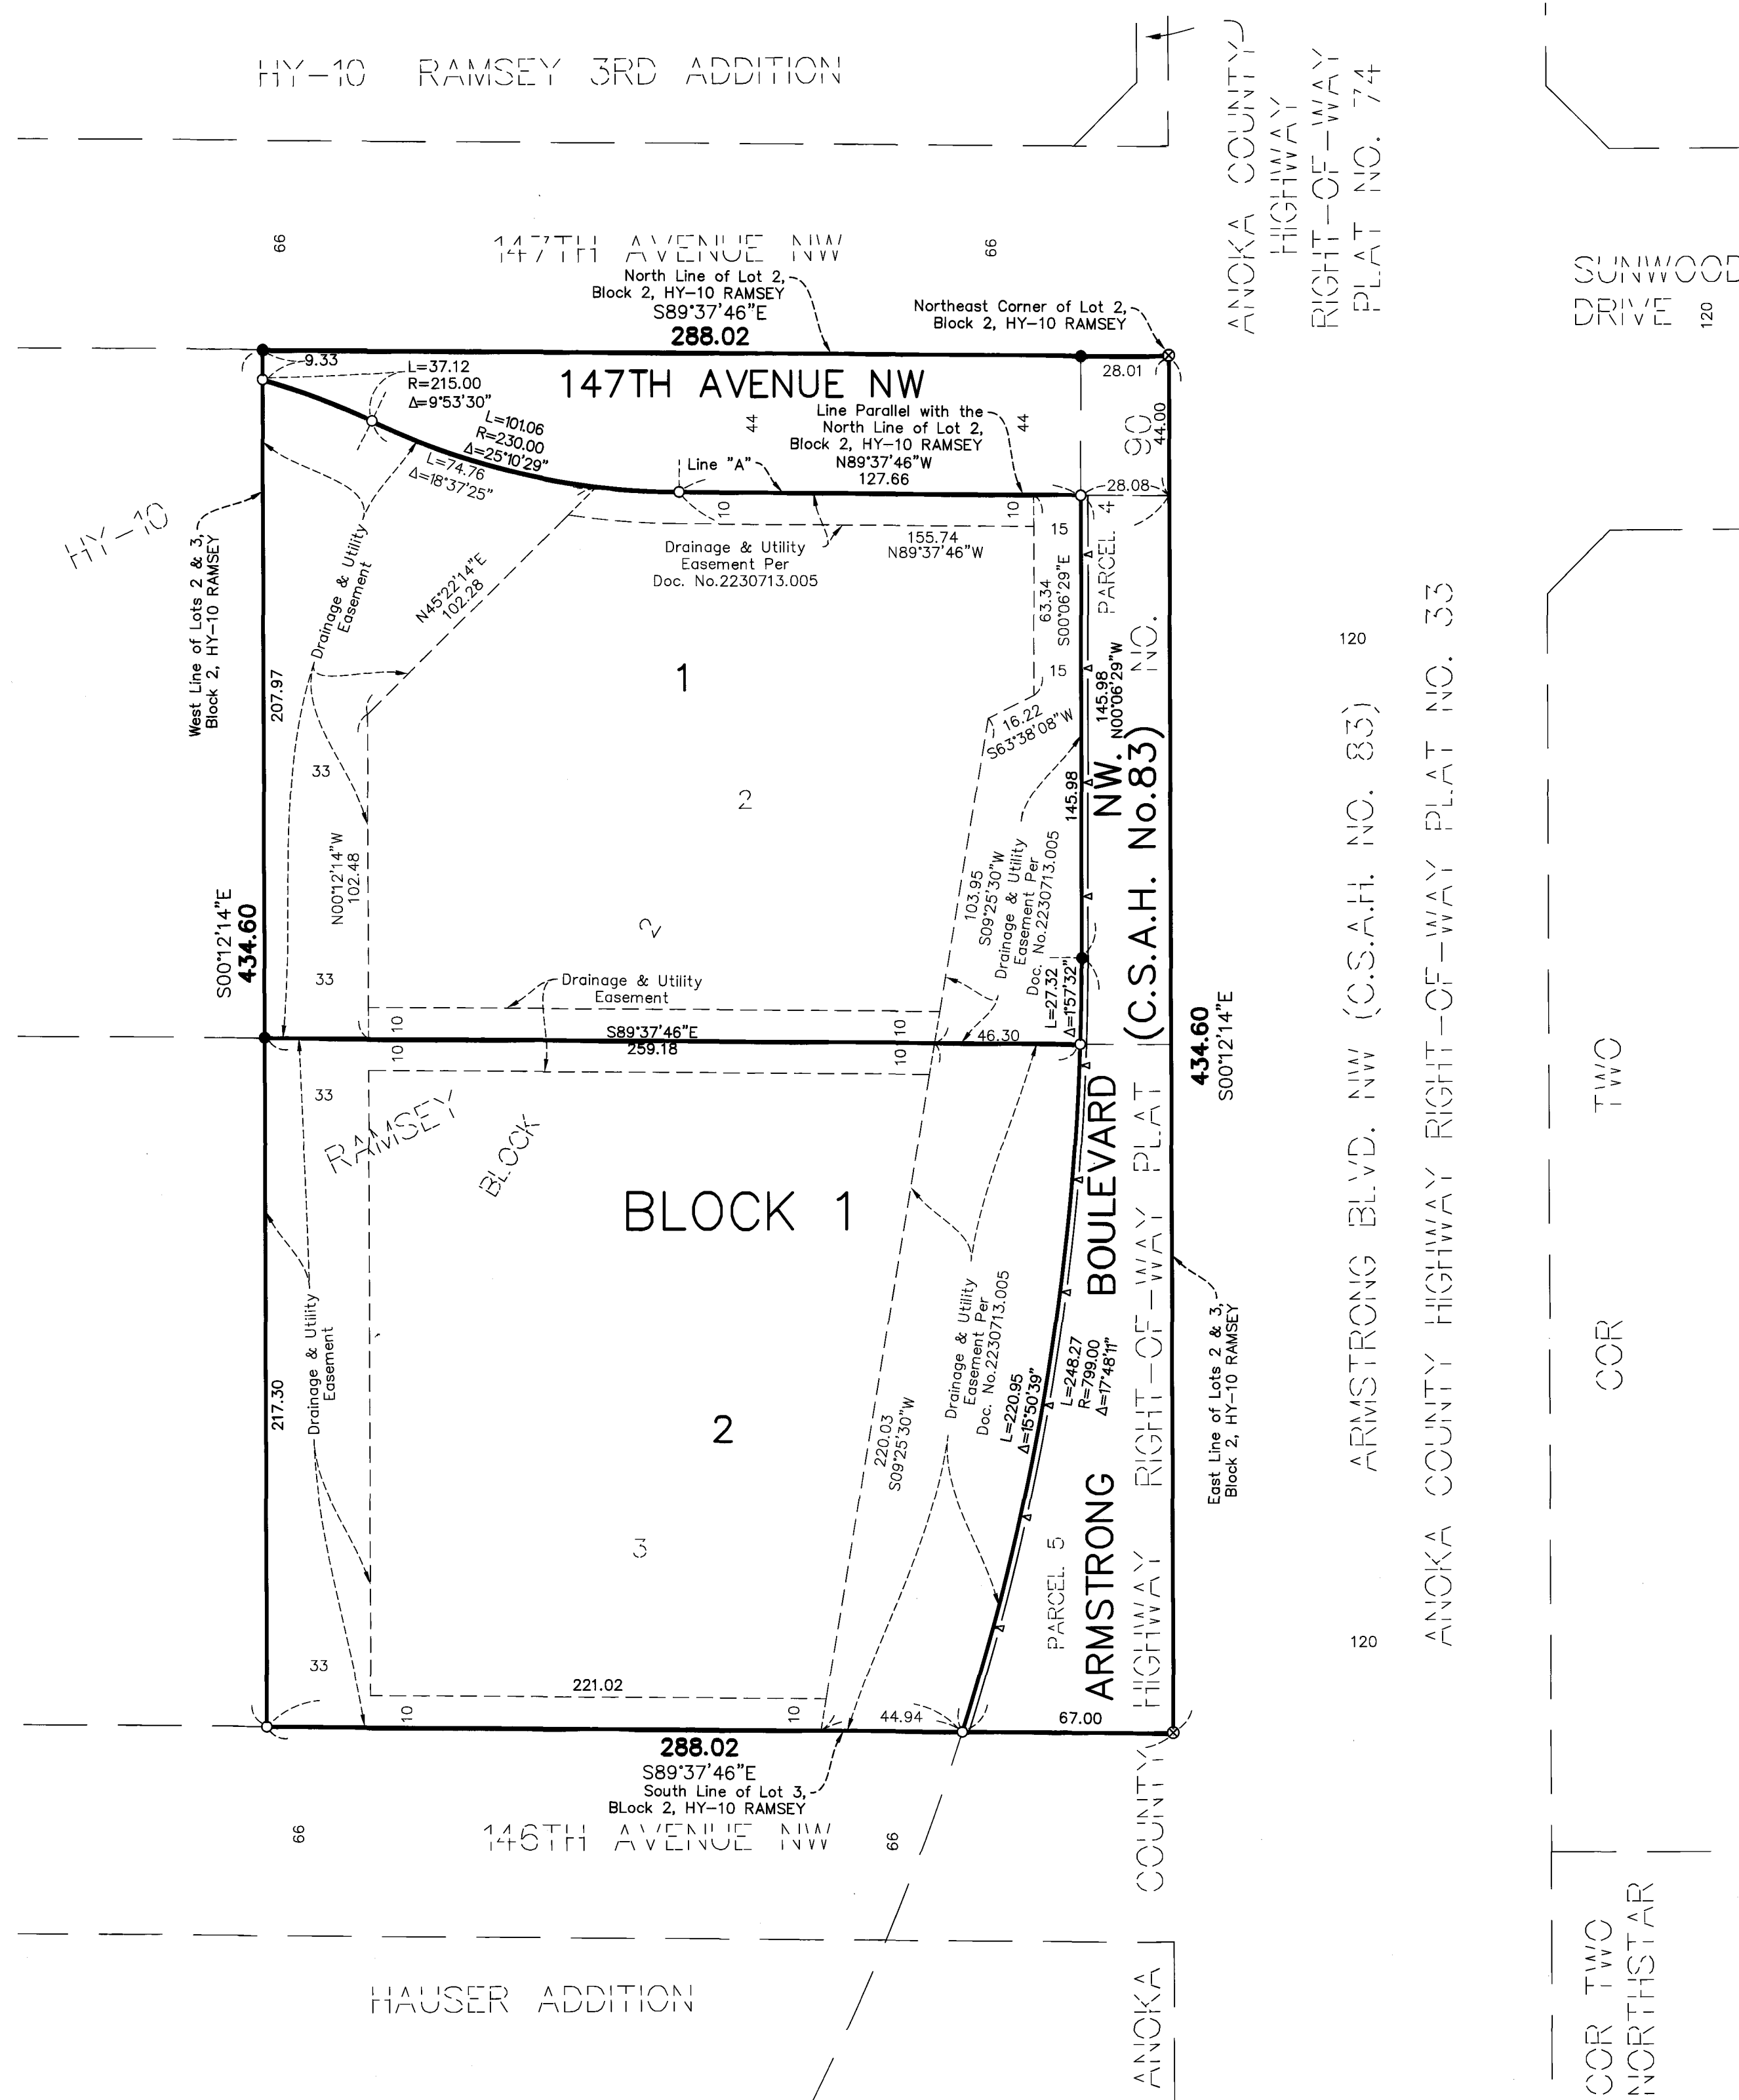 HY-10 RAMSEY 3RD ADDITION
ANOKA COUNTY
HIGHWAY
RIGHT-OF-WAY
PLAT NO. 74
SUNWOOD
DRIVE
120
66
147TH AVENUE NW
66
North Line of Lot 2,
Block 2, HY-10 RAMSEY
S89°37'46"E
288.02
Northeast Corner of Lot 2,
Block 2, HY-10 RAMSEY
28.01
9.33
L=37.12
R=215.00
Δ=9°53'30"
147TH AVENUE NW
L=101.06
R=230.00
Δ=25°10'29"
L=74.76
Δ=18°37'25"
44
Line Parallel with the
North Line of Lot 2,
Block 2, HY-10 RAMSEY
N89°37'46"W
127.66
44
90
44.00
Line "A"
28.08
10
10
155.74
N89°37'46"W
Drainage & Utility
Easement Per
Doc. No.2230713.005
15
63.34
S00°06'29"E
15
PARCEL 4
HY-10
West Line of Lots 2 & 3,
Block 2, HY-10 RAMSEY
Drainage & Utility
Easement
N45°22'14"E
102.28
1
207.97
33
16.22
S63°38'08"W
145.98
N00°06'29"W
NO.
2
145.98
NW.
(C.S.A.H. No.83)
N00°12'14"W
102.48
103.95
S09°25'30"W
Drainage & Utility
Easement Per
Doc. No.2230713.005
S00°12'14"E
434.60
2
33
Drainage & Utility
Easement
L=27.32
Δ=1°57'32"
10
10
S89°37'46"E
259.18
10
10
46.30
434.60
S00°12'14"E
120
ARMSTRONG BLVD. NW (C.S.A.H. NO. 83)
ANOKA COUNTY HIGHWAY RIGHT-OF-WAY PLAT NO. 33
TWO
COR
33
RAMSEY
BLOCK
BLOCK 1
BOULEVARD
RIGHT-OF-WAY PLAT
Drainage & Utility
Easement
217.30
2
220.03
S09°25'30"W
Drainage & Utility
Easement Per
Doc. No.2230713.005
L=220.95
Δ=15°50'39"
L=248.27
R=799.00
Δ=17°48'11"
East Line of Lots 2 & 3,
Block 2, HY-10 RAMSEY
3
PARCEL 5
ARMSTRONG
HIGHWAY
120
33
221.02
10
10
44.94
67.00
288.02
S89°37'46"E
South Line of Lot 3,
BLock 2, HY-10 RAMSEY
66
146TH AVENUE NW
66
COUNTY
HAUSER ADDITION
ANOKA
COR TWO
NORTHSTAR